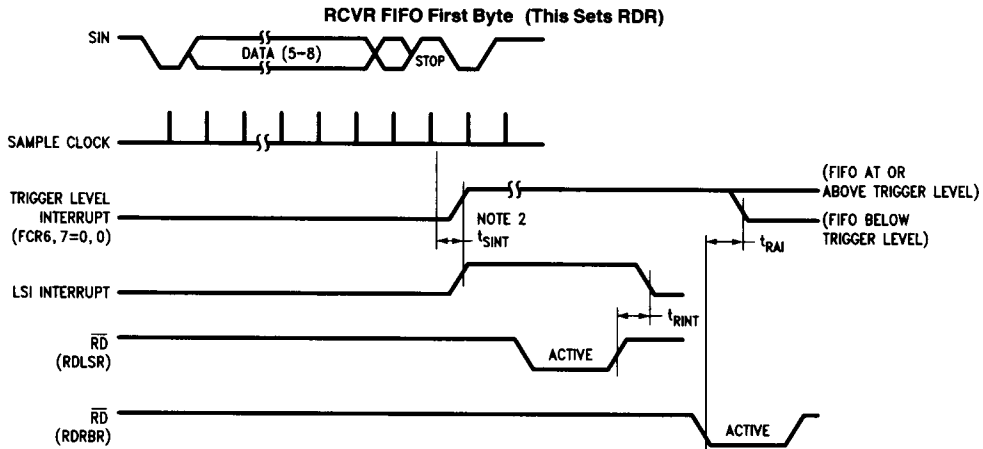 RCVR FIFO First Byte (This Sets RDR)
SIN
DATA (5–8)
STOP
SAMPLE CLOCK
TRIGGER LEVEL
INTERRUPT
(FCR6, 7=0, 0)
NOTE 2
tSINT
(FIFO AT OR
ABOVE TRIGGER LEVEL)
(FIFO BELOW
TRIGGER LEVEL)
tRAI
LSI INTERRUPT
tRINT
RD
(RDLSR)
ACTIVE
RD
(RDRBR)
ACTIVE